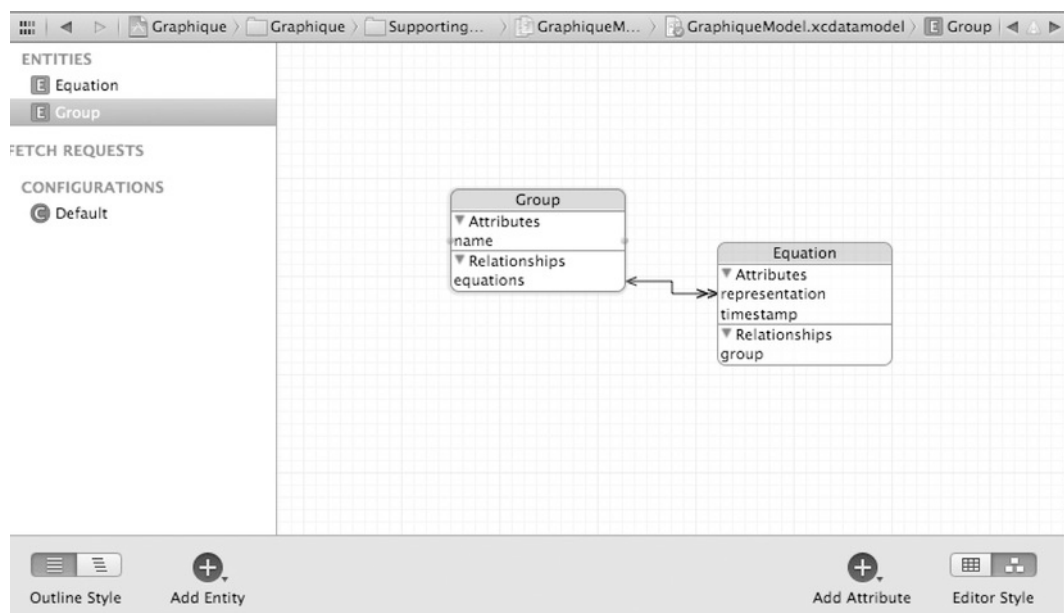 Graphique Graphique Supporting... GraphiqueM... GraphiqueModel.xcdatamodel E Group
ENTITIES
E Equation
E Group
FETCH REQUESTS
CONFIGURATIONS
C Default
Group
Attributes
name
Relationships
equations
Equation
Attributes
representation
timestamp
Relationships
group
Outline Style
Add Entity
Add Attribute
Editor Style